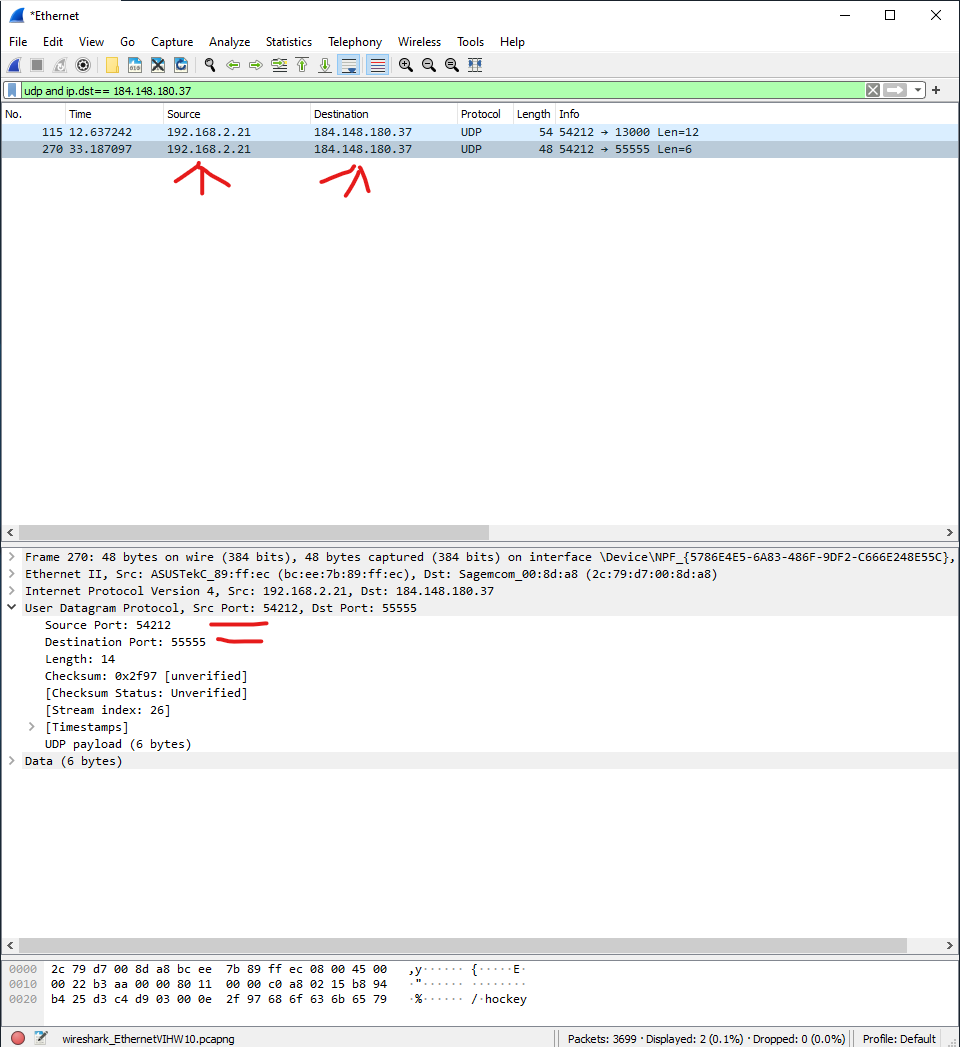 *Ethernet
File Edit View Go Capture Analyze Statistics Telephony Wireless Tools Help
udp and ip.dst== 184.148.180.37
No. Time Source Destination Protocol Length Info
115 12.637242 192.168.2.21 184.148.180.37 UDP 54 54212 → 13000 Len=12
270 33.187097 192.168.2.21 184.148.180.37 UDP 48 54212 → 55555 Len=6
Frame 270: 48 bytes on wire (384 bits), 48 bytes captured (384 bits) on interface \Device\NPF_{5786E4E5-6A83-486F-9DF2-C666E248E55C},
Ethernet II, Src: ASUSTekC_89:ff:ec (bc:ee:7b:89:ff:ec), Dst: Sagemcom_00:8d:a8 (2c:79:d7:00:8d:a8)
Internet Protocol Version 4, Src: 192.168.2.21, Dst: 184.148.180.37
User Datagram Protocol, Src Port: 54212, Dst Port: 55555
Source Port: 54212
Destination Port: 55555
Length: 14
Checksum: 0x2f97 [unverified]
[Checksum Status: Unverified]
[Stream index: 26]
[Timestamps]
UDP payload (6 bytes)
Data (6 bytes)
0000 2c 79 d7 00 8d a8 bc ee 7b 89 ff ec 08 00 45 00 ,y······ {·····E·
0010 00 22 b3 aa 00 00 80 11 00 00 c0 a8 02 15 b8 94 ·"······ ········
0020 b4 25 d3 c4 d9 03 00 0e 2f 97 68 6f 63 6b 65 79 ·%······ /·hockey
wireshark_EthernetVIHW10.pcapng Packets: 3699 · Displayed: 2 (0.1%) · Dropped: 0 (0.0%) Profile: Default